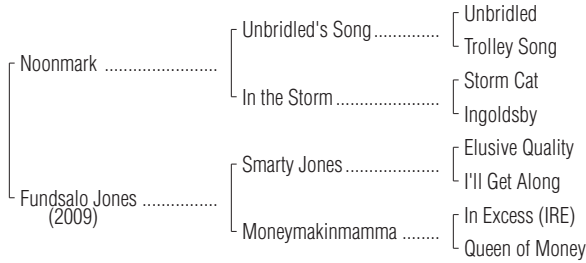 Unbridled
Unbridled's Song ..............
Trolley Song
Noonmark ........................
Storm Cat
In the Storm ......................
Ingoldsby
Elusive Quality
Smarty Jones ....................
I'll Get Along
Fundsalo Jones ................
(2009)
In Excess (IRE)
Moneymakinmamma ........
Queen of Money